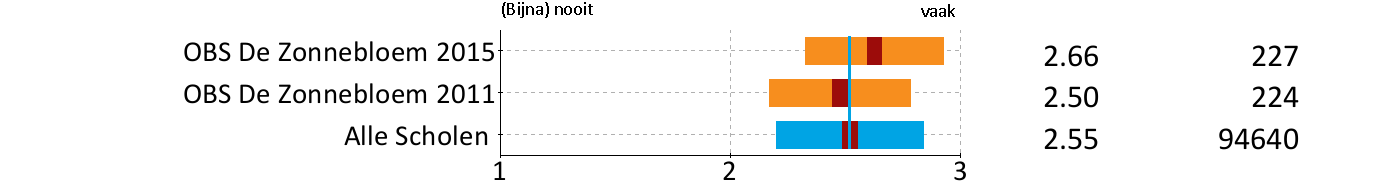 (Bijna) nooit vaak
OBS De Zonnebloem 2015 2.66 227
OBS De Zonnebloem 2011 2.50 224
Alle Scholen 2.55 94640
1 2 3